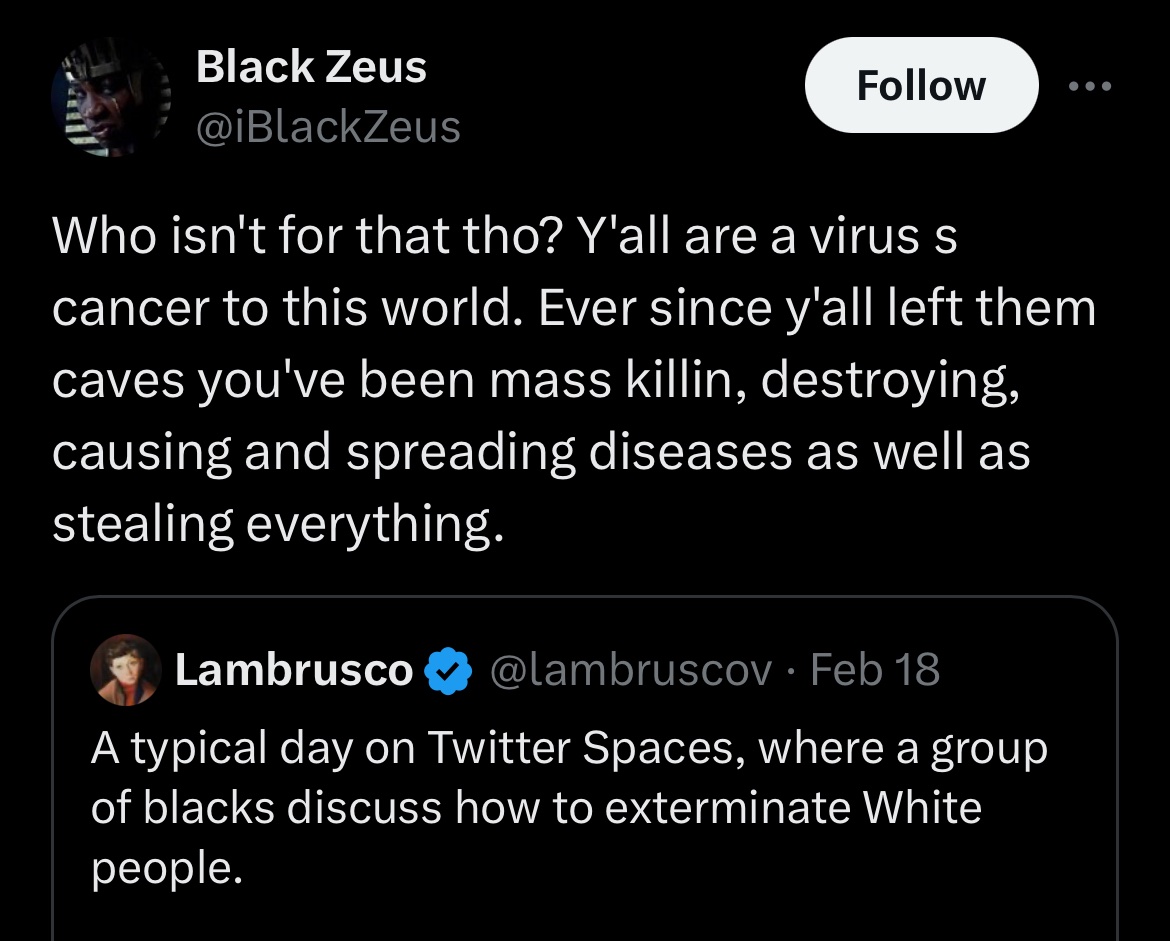 Black Zeus
@iBlackZeus
Follow
Who isn't for that tho? Y'all are a virus s
cancer to this world. Ever since y'all left them
caves you've been mass killin, destroying,
causing and spreading diseases as well as
stealing everything.
Lambrusco @lambruscov · Feb 18
A typical day on Twitter Spaces, where a group
of blacks discuss how to exterminate White
people.